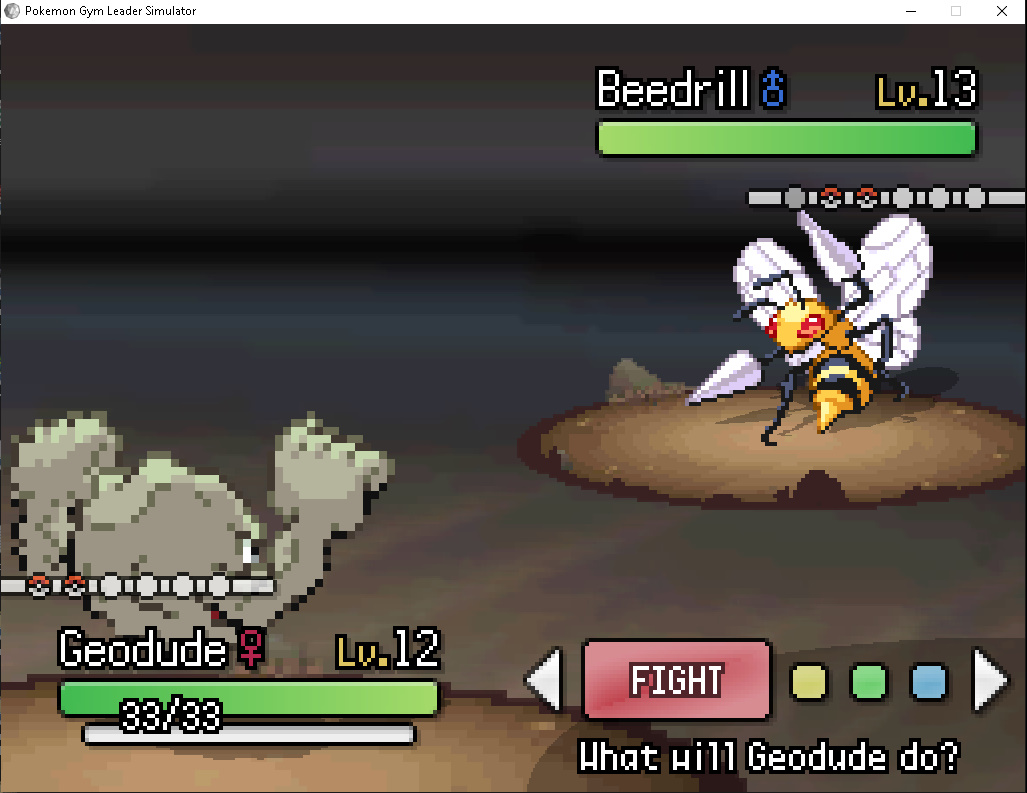 Pokemon Gym Leader Simulator
Beedrill♂ Lv.13
Geodude♀ Lv.12
33/33
FIGHT
What will Geodude do?